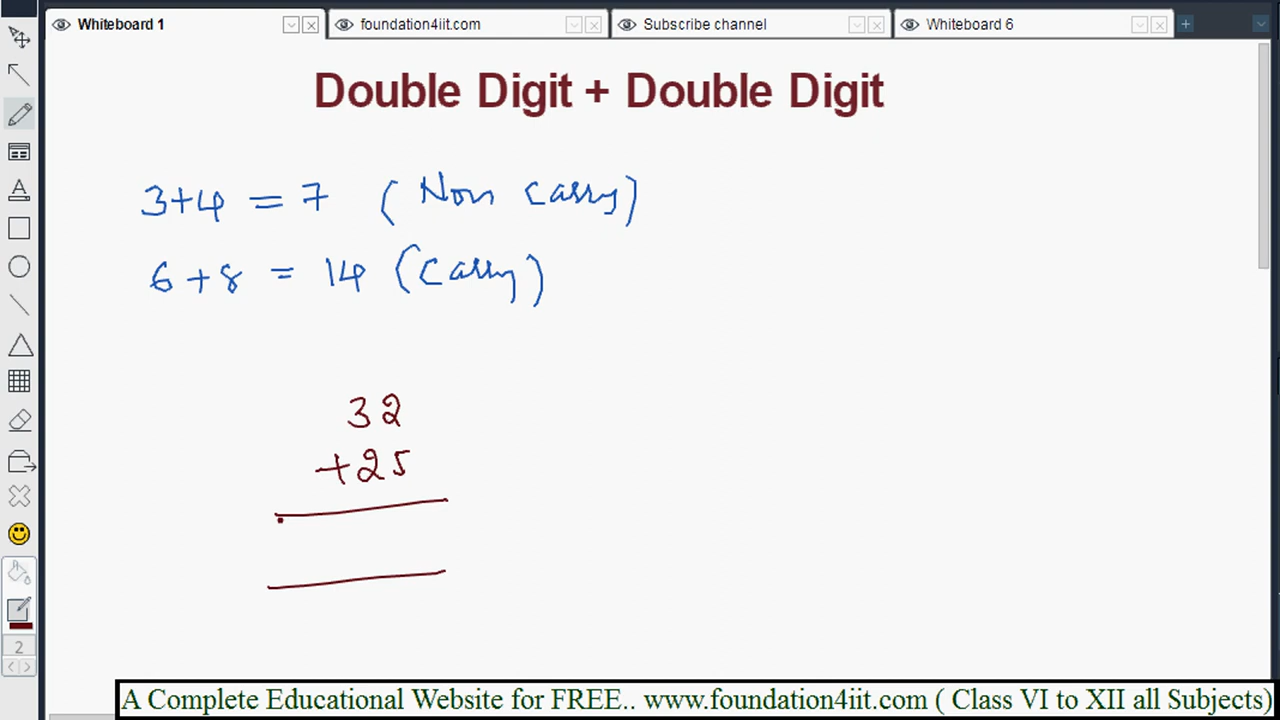 Whiteboard 1
foundation4iit.com
Subscribe channel
Whiteboard 6
Double Digit + Double Digit
3+4 = 7 (Non Carry)
6+8 = 14 (Carry)
32
+25
2
A Complete Educational Website for FREE.. www.foundation4iit.com ( Class VI to XII all Subjects)